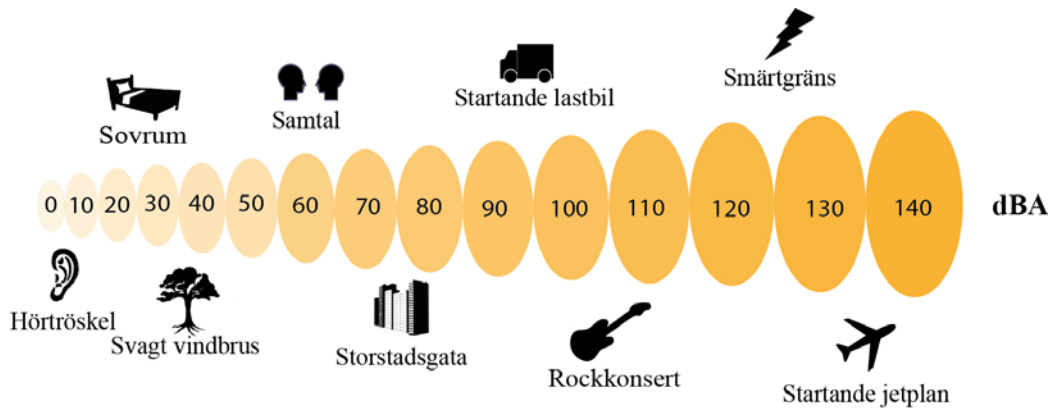 Smärtgräns
Startande lastbil
Samtal
Sovrum
0 10 20 30 40 50 60 70 80 90 100 110 120 130 140 dBA
Hörtröskel
Svagt vindbrus
Storstadsgata
Rockkonsert
Startande jetplan